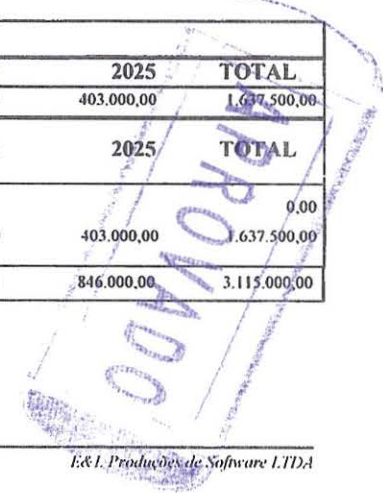 2025 TOTAL
403.000,00 1.637.500,00
2025 TOTAL
0,00
403.000,00 1.637.500,00
846.000,00 3.115.000,00
APROVADO
E&L Produções de Software LTDA